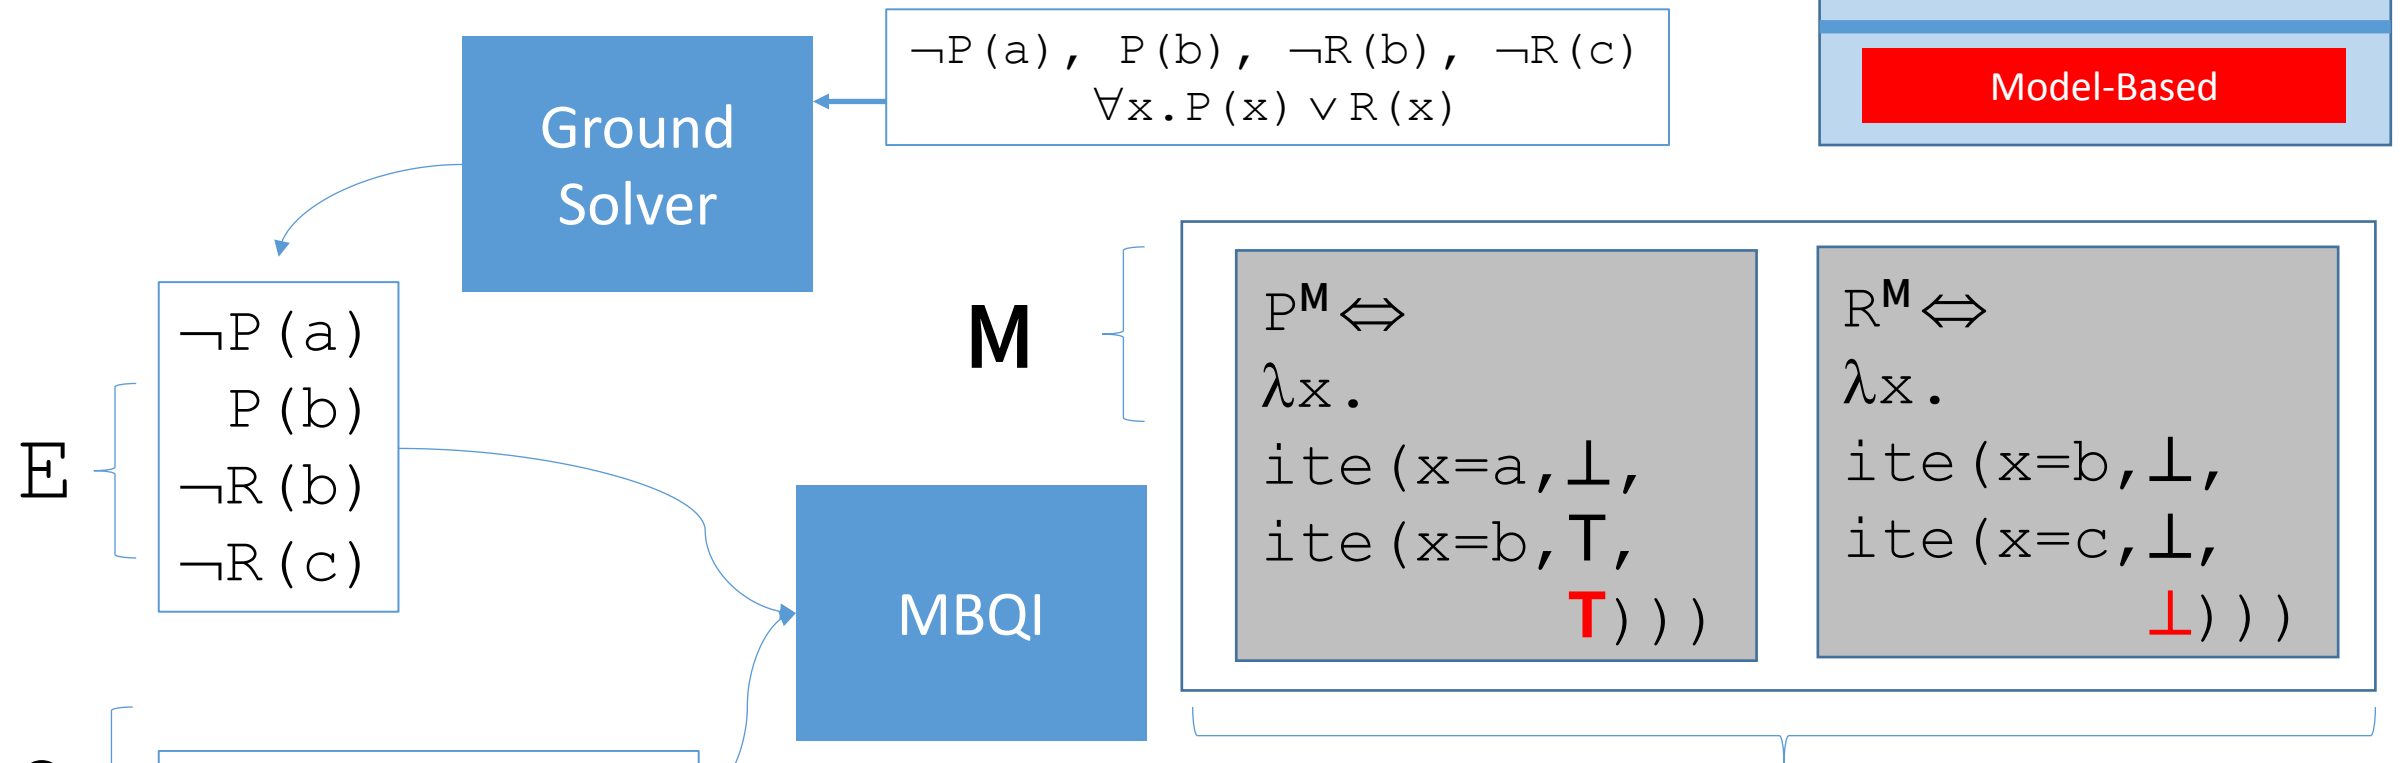 ¬P(a), P(b), ¬R(b), ¬R(c)
∀x.P(x)∨R(x)
Model-Based
Ground
Solver
¬P(a)
P(b)
¬R(b)
¬R(c)
E
M
Pᴹ⇔
λx.
ite(x=a,⊥,
ite(x=b,⊤,
⊤)))
Rᴹ⇔
λx.
ite(x=b,⊥,
ite(x=c,⊥,
⊥)))
MBQI